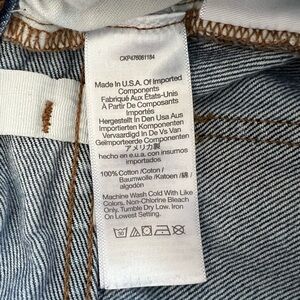 CXP476061184
Made In U.S.A. Of Imported
Components
Fabriqué Aux États-Unis
À Partir De Composants
Importés
Hergestellt In Den Usa Aus
Importierten
Vervaardigd In De Vs Van
Geïmporteerde Componenten
アメリカ製
hecho en e.u.a. con insumos
importados
100% Cotton /Coton /
Baumwolle /Katoen / 綿 /
algodón
Machine Wash Cold With Like
Colors. Non-Chlorine Bleach
Only. Tumble Dry Low. Iron
On Lowest Setting.
30